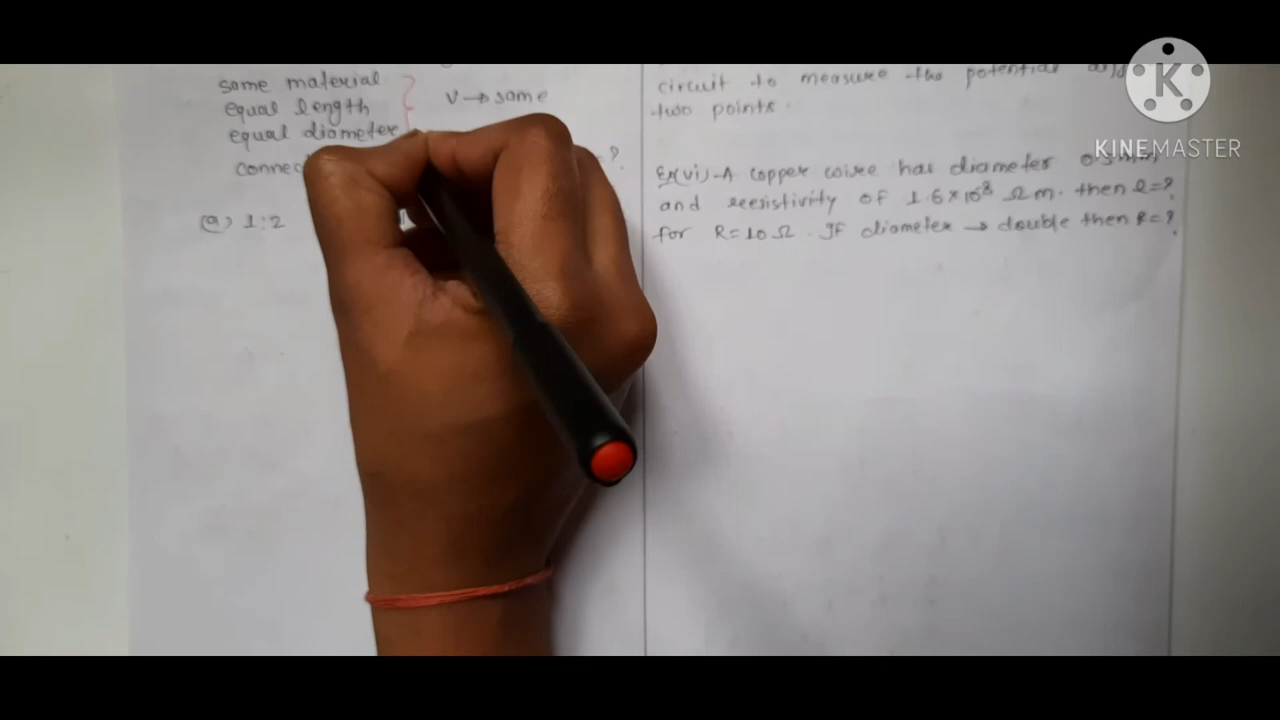 some material
equal length
equal diameter
V→same
?
(a) 1:2
circuit to measure the potential
two points.
Ex(vi)-A copper wire has diameter
and resistivity of 1.6×10⁻⁸ Ωm. then l=?
for R=10Ω. If diameter → double then R=?
K
KINEMASTER